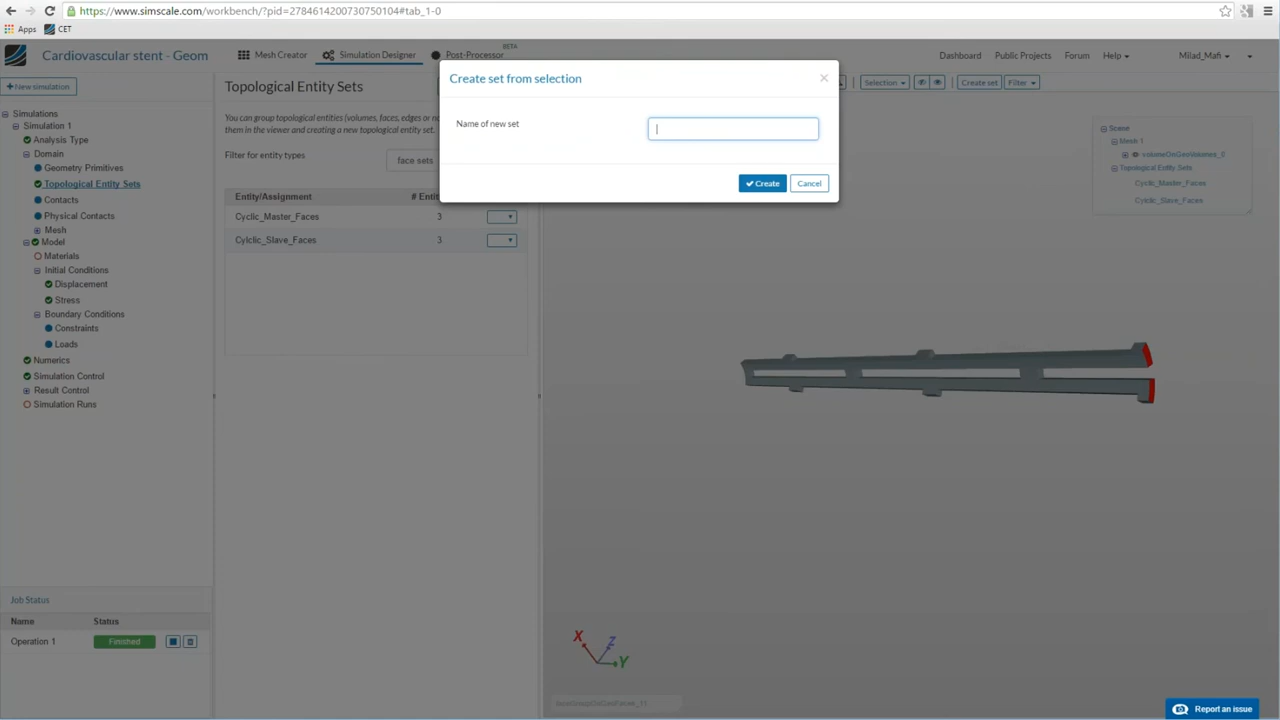 https://www.simscale.com/workbench/?pid=2784614200730750104#tab_1-0
Apps
CET
Cardiovascular stent - Geom
Mesh Creator
Simulation Designer
Post-Processor
BETA
Dashboard
Public Projects
Forum
Help
Milad_Mafi
+ New simulation
Simulations
Simulation 1
Analysis Type
Domain
Geometry Primitives
Topological Entity Sets
Contacts
Physical Contacts
Mesh
Model
Materials
Initial Conditions
Displacement
Stress
Boundary Conditions
Constraints
Loads
Numerics
Simulation Control
Result Control
Simulation Runs
Job Status
Name Status
Operation 1 Finished
Topological Entity Sets
You can group topological entities (volumes, faces, edges or no
them in the viewer and creating a new topological entity set.
Filter for entity types
face sets
Entity/Assignment # Entit
Cyclic_Master_Faces 3
Cylclic_Slave_Faces 3
Create set from selection
×
Name of new set
Create
Cancel
Selection
Create set
Filter
Scene
Mesh 1
volumeOnGeoVolumes_0
Topological Entity Sets
Cyclic_Master_Faces
Cyclic_Slave_Faces
X
Z
Y
Report an issue